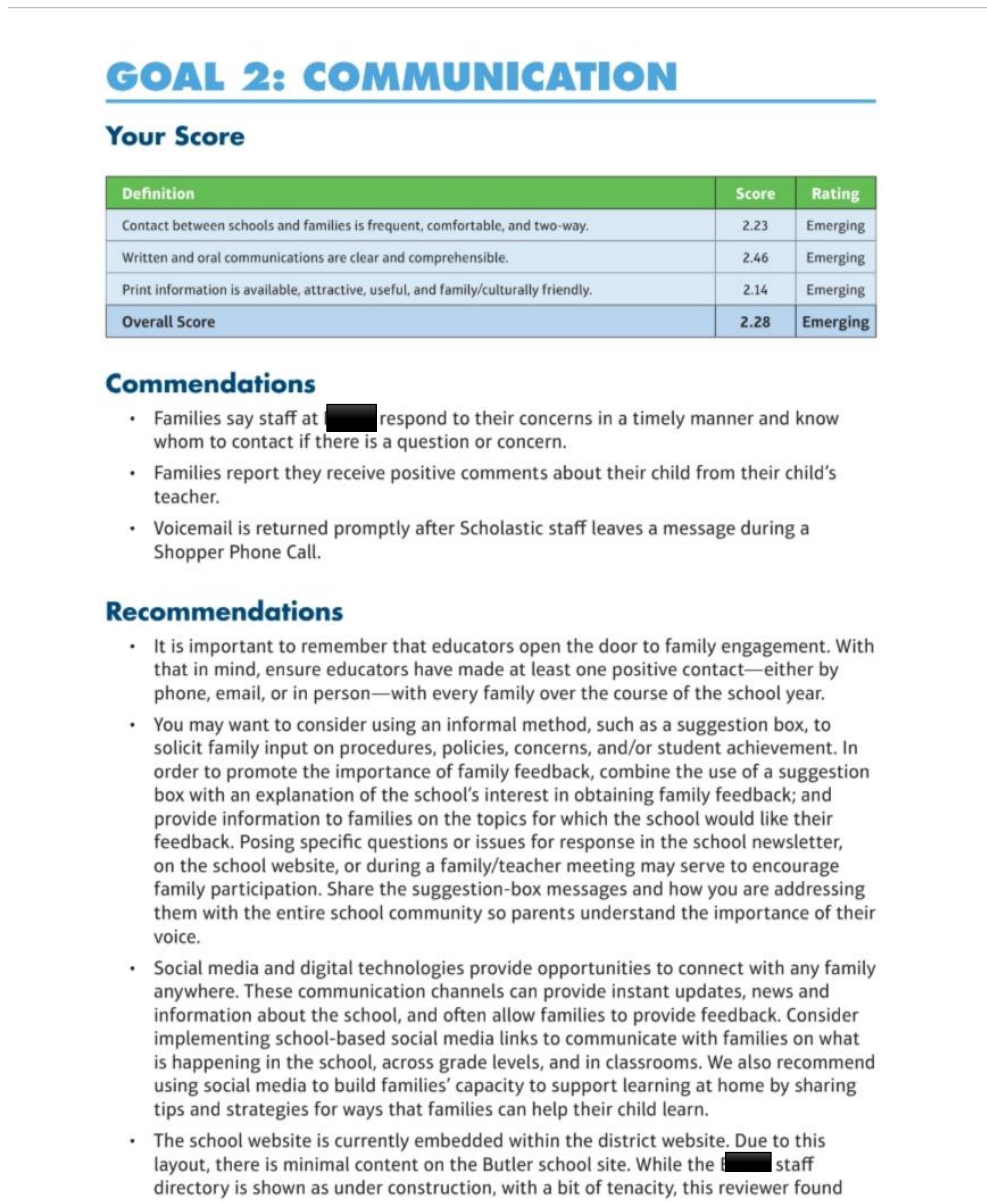 GOAL 2: COMMUNICATION
Your Score
Definition Score Rating
Contact between schools and families is frequent, comfortable, and two-way. 2.23 Emerging
Written and oral communications are clear and comprehensible. 2.46 Emerging
Print information is available, attractive, useful, and family/culturally friendly. 2.14 Emerging
Overall Score 2.28 Emerging
Commendations
• Families say staff at respond to their concerns in a timely manner and know
whom to contact if there is a question or concern.
• Families report they receive positive comments about their child from their child's
teacher.
• Voicemail is returned promptly after Scholastic staff leaves a message during a
Shopper Phone Call.
Recommendations
• It is important to remember that educators open the door to family engagement. With
that in mind, ensure educators have made at least one positive contact—either by
phone, email, or in person—with every family over the course of the school year.
• You may want to consider using an informal method, such as a suggestion box, to
solicit family input on procedures, policies, concerns, and/or student achievement. In
order to promote the importance of family feedback, combine the use of a suggestion
box with an explanation of the school's interest in obtaining family feedback; and
provide information to families on the topics for which the school would like their
feedback. Posing specific questions or issues for response in the school newsletter,
on the school website, or during a family/teacher meeting may serve to encourage
family participation. Share the suggestion-box messages and how you are addressing
them with the entire school community so parents understand the importance of their
voice.
• Social media and digital technologies provide opportunities to connect with any family
anywhere. These communication channels can provide instant updates, news and
information about the school, and often allow families to provide feedback. Consider
implementing school-based social media links to communicate with families on what
is happening in the school, across grade levels, and in classrooms. We also recommend
using social media to build families' capacity to support learning at home by sharing
tips and strategies for ways that families can help their child learn.
• The school website is currently embedded within the district website. Due to this
layout, there is minimal content on the Butler school site. While the staff
directory is shown as under construction, with a bit of tenacity, this reviewer found